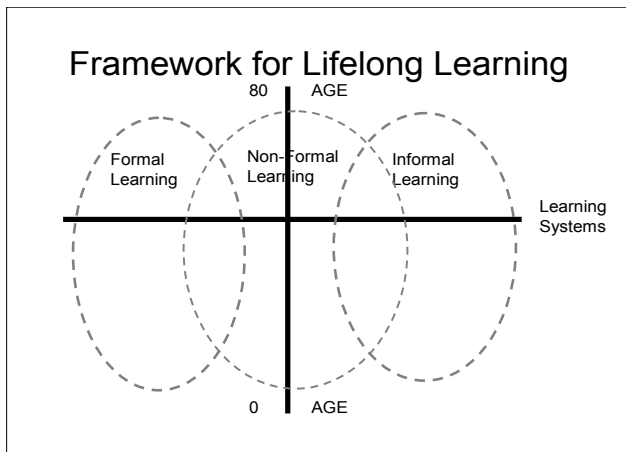 Framework for Lifelong Learning
80 AGE
Formal
Learning
Non-Formal
Learning
Informal
Learning
Learning
Systems
0 AGE